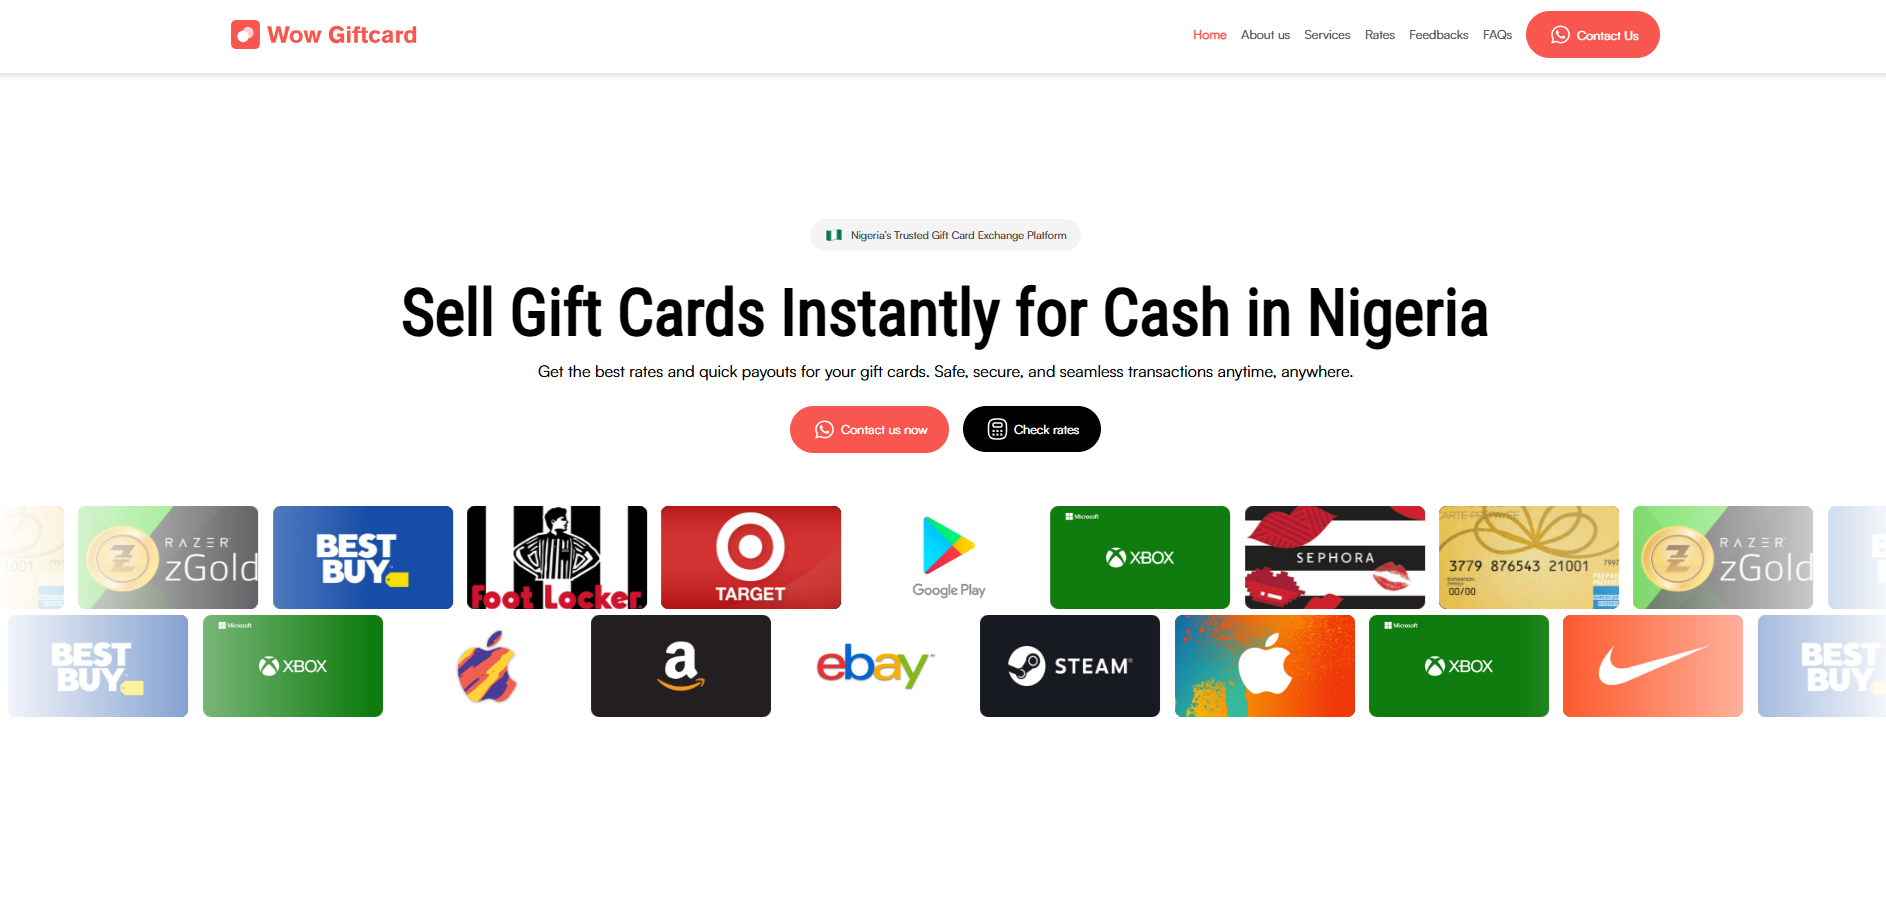 Wow Giftcard
Home About us Services Rates Feedbacks FAQs Contact Us
Nigeria's Trusted Gift Card Exchange Platform
Sell Gift Cards Instantly for Cash in Nigeria
Get the best rates and quick payouts for your gift cards. Safe, secure, and seamless transactions anytime, anywhere.
Contact us now
Check rates
1001
RAZER
zGold
BEST
BUY
Foot Locker
TARGET
Google Play
Microsoft
XBOX
SEPHORA
3779 876543 21001
00/00
RAZER
zGold
BEST
BUY
Microsoft
XBOX
a
ebay
STEAM
Microsoft
XBOX
BEST
BUY